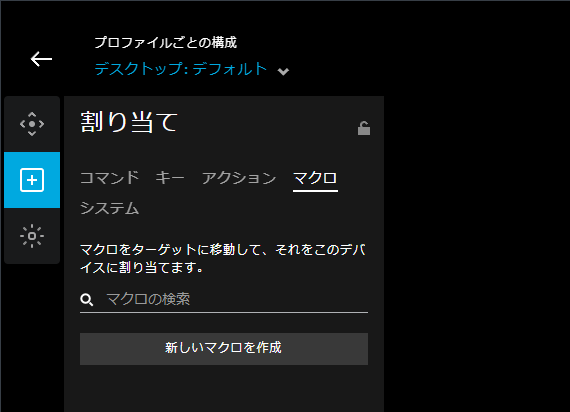 プロファイルごとの構成
デスクトップ: デフォルト
割り当て
コマンド キー アクション マクロ
システム
マクロをターゲットに移動して、それをこのデバ
イスに割り当てます。
マクロの検索
新しいマクロを作成